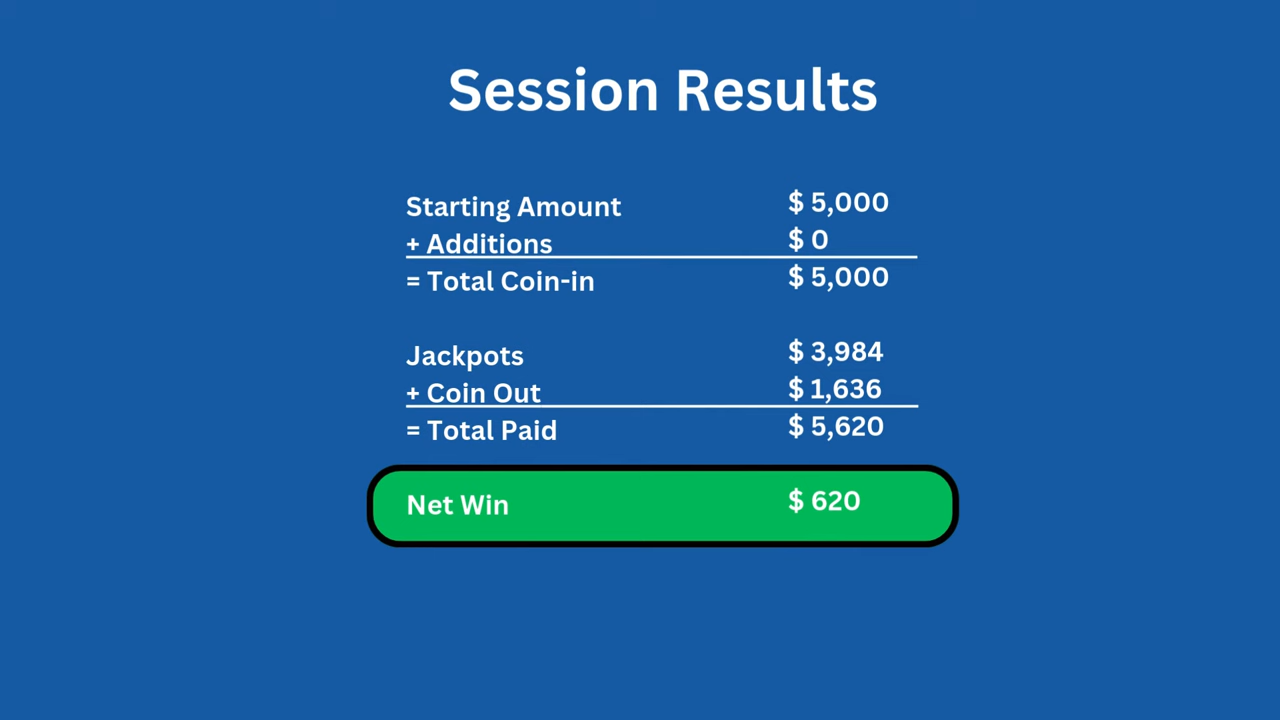 Session Results
Starting Amount $ 5,000
+ Additions $ 0
= Total Coin-in $ 5,000
Jackpots $ 3,984
+ Coin Out $ 1,636
= Total Paid $ 5,620
Net Win $ 620